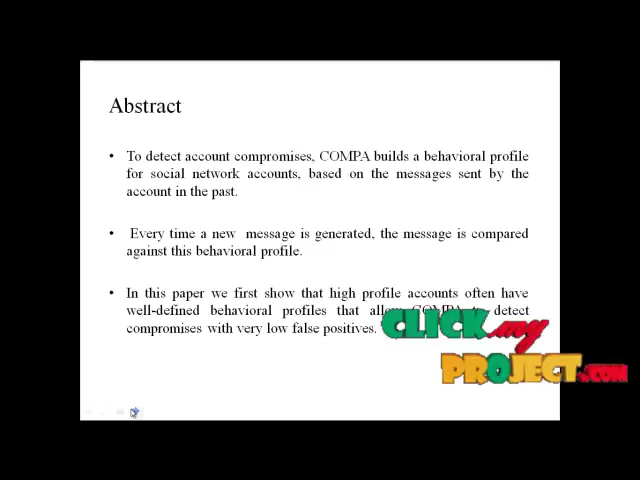 Abstract
• To detect account compromises, COMPA builds a behavioral profile
for social network accounts, based on the messages sent by the
account in the past.
• Every time a new message is generated, the message is compared
against this behavioral profile.
• In this paper we first show that high profile accounts often have
well-defined behavioral profiles that allow COMPA to detect
compromises with very low false positives.
CLICK my
PROJECT.COM